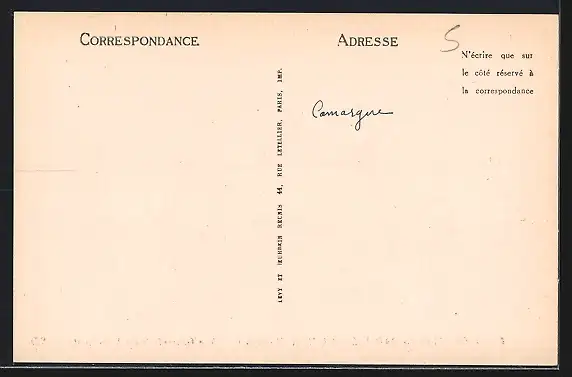 CORRESPONDANCE
ADRESSE
5
N'écrire que sur
le côté réservé à
la correspondance
Camargue
LEVY ET NEURDEIN REUNIS 44, RUE LETELLIER, PARIS, IMP.